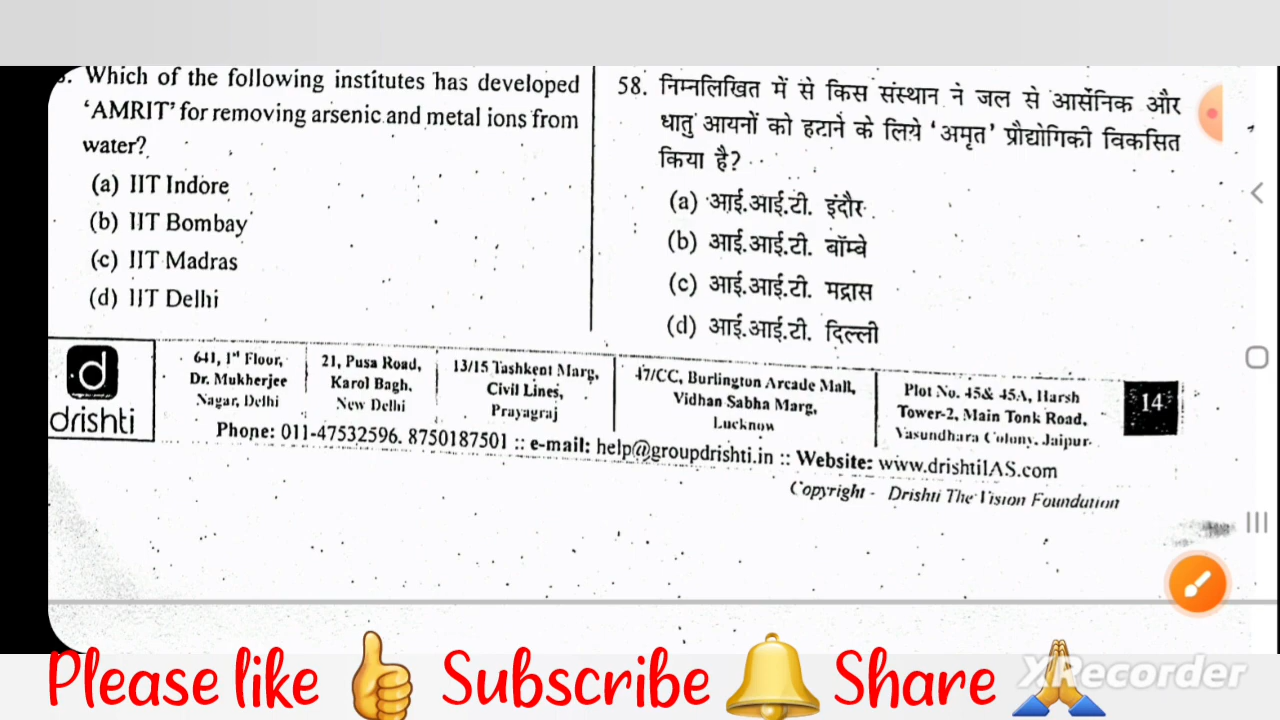 Which of the following institutes has developed
‘AMRIT’ for removing arsenic and metal ions from
water?
(a) IIT Indore
(b) IIT Bombay
(c) IIT Madras
(d) IIT Delhi
58. निम्नलिखित में से किस संस्थान ने जल से आर्सेनिक और
धातु आयनों को हटाने के लिये ‘अमृत’ प्रौद्योगिकी विकसित
किया है?
(a) आई.आई.टी. इंदौर
(b) आई.आई.टी. बॉम्बे
(c) आई.आई.टी. मद्रास
(d) आई.आई.टी. दिल्ली
d
drishti
641, 1st Floor,
Dr. Mukherjee
Nagar, Delhi
21, Pusa Road,
Karol Bagh,
New Delhi
13/15 Tashkent Marg,
Civil Lines,
Prayagraj
47/CC, Burlington Arcade Mall,
Vidhan Sabha Marg,
Lucknow
Plot No. 45& 45A, Harsh
Tower-2, Main Tonk Road,
Vasundhara Colony, Jaipur
14
Phone: 011-47532596. 8750187501 :: e-mail: help@groupdrishti.in :: Website: www.drishtiIAS.com
Copyright - Drishti The Vision Foundation
Please like Subscribe Share
XRecorder